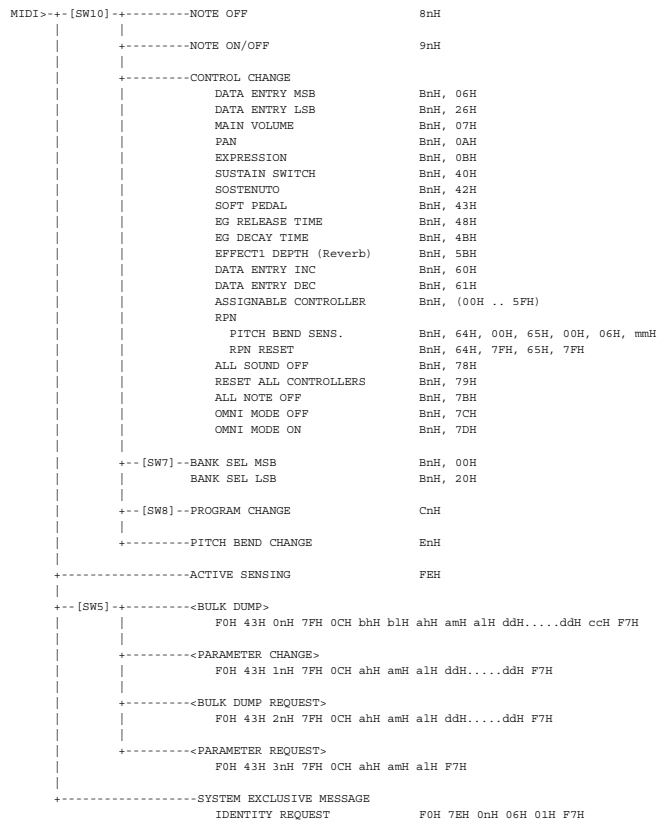 MIDI>-+-[SW10]-+---------NOTE OFF 8nH
+---------NOTE ON/OFF 9nH
+---------CONTROL CHANGE
DATA ENTRY MSB BnH, 06H
DATA ENTRY LSB BnH, 26H
MAIN VOLUME BnH, 07H
PAN BnH, 0AH
EXPRESSION BnH, 0BH
SUSTAIN SWITCH BnH, 40H
SOSTENUTO BnH, 42H
SOFT PEDAL BnH, 43H
EG RELEASE TIME BnH, 48H
EG DECAY TIME BnH, 4BH
EFFECT1 DEPTH (Reverb) BnH, 5BH
DATA ENTRY INC BnH, 60H
DATA ENTRY DEC BnH, 61H
ASSIGNABLE CONTROLLER BnH, (00H .. 5FH)
RPN
PITCH BEND SENS. BnH, 64H, 00H, 65H, 00H, 06H, mmH
RPN RESET BnH, 64H, 7FH, 65H, 7FH
ALL SOUND OFF BnH, 78H
RESET ALL CONTROLLERS BnH, 79H
ALL NOTE OFF BnH, 7BH
OMNI MODE OFF BnH, 7CH
OMNI MODE ON BnH, 7DH
+--[SW7]--BANK SEL MSB BnH, 00H
BANK SEL LSB BnH, 20H
+--[SW8]--PROGRAM CHANGE CnH
+---------PITCH BEND CHANGE EnH
+-----------------ACTIVE SENSING FEH
+--[SW5]-+---------<BULK DUMP>
F0H 43H 0nH 7FH 0CH bhH blH ahH amH alH ddH.....ddH ccH F7H
+---------<PARAMETER CHANGE>
F0H 43H 1nH 7FH 0CH ahH amH alH ddH.....ddH F7H
+---------<BULK DUMP REQUEST>
F0H 43H 2nH 7FH 0CH ahH amH alH ddH.....ddH F7H
+---------<PARAMETER REQUEST>
F0H 43H 3nH 7FH 0CH ahH amH alH F7H
+------------------SYSTEM EXCLUSIVE MESSAGE
IDENTITY REQUEST F0H 7EH 0nH 06H 01H F7H